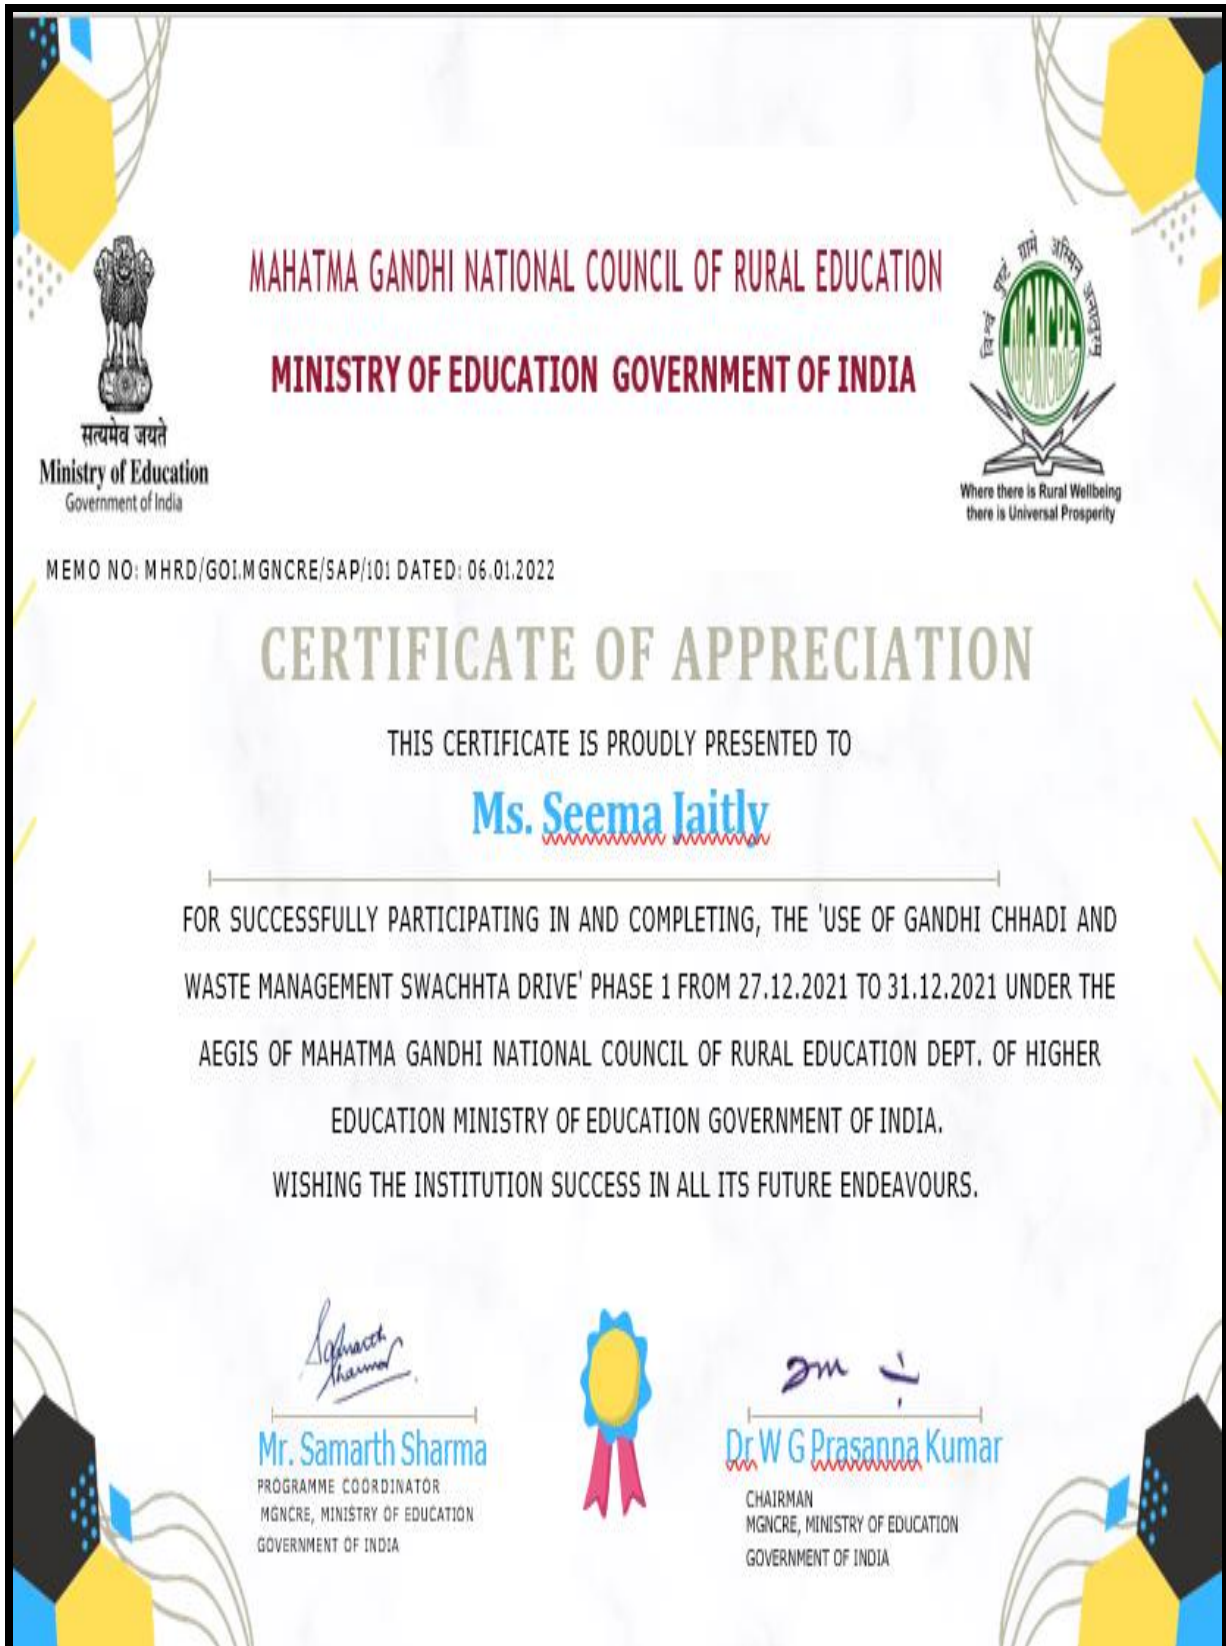 MAHATMA GANDHI NATIONAL COUNCIL OF RURAL EDUCATION
MINISTRY OF EDUCATION GOVERNMENT OF INDIA
सत्यमेव जयते
Ministry of Education
Government of India
विश्वं पुष्टं ग्रामे अस्मिन् अनातुरम्
MGNCRE
Where there is Rural Wellbeing
there is Universal Prosperity
MEMO NO: MHRD/GOI.MGNCRE/SAP/101 DATED: 06.01.2022
CERTIFICATE OF APPRECIATION
THIS CERTIFICATE IS PROUDLY PRESENTED TO
Ms. Seema Jaitly
FOR SUCCESSFULLY PARTICIPATING IN AND COMPLETING, THE 'USE OF GANDHI CHHADI AND
WASTE MANAGEMENT SWACHHTA DRIVE' PHASE 1 FROM 27.12.2021 TO 31.12.2021 UNDER THE
AEGIS OF MAHATMA GANDHI NATIONAL COUNCIL OF RURAL EDUCATION DEPT. OF HIGHER
EDUCATION MINISTRY OF EDUCATION GOVERNMENT OF INDIA.
WISHING THE INSTITUTION SUCCESS IN ALL ITS FUTURE ENDEAVOURS.
Samarth
Sharma
Mr. Samarth Sharma
PROGRAMME COORDINATOR
MGNCRE, MINISTRY OF EDUCATION
GOVERNMENT OF INDIA
Dr W G Prasanna Kumar
CHAIRMAN
MGNCRE, MINISTRY OF EDUCATION
GOVERNMENT OF INDIA